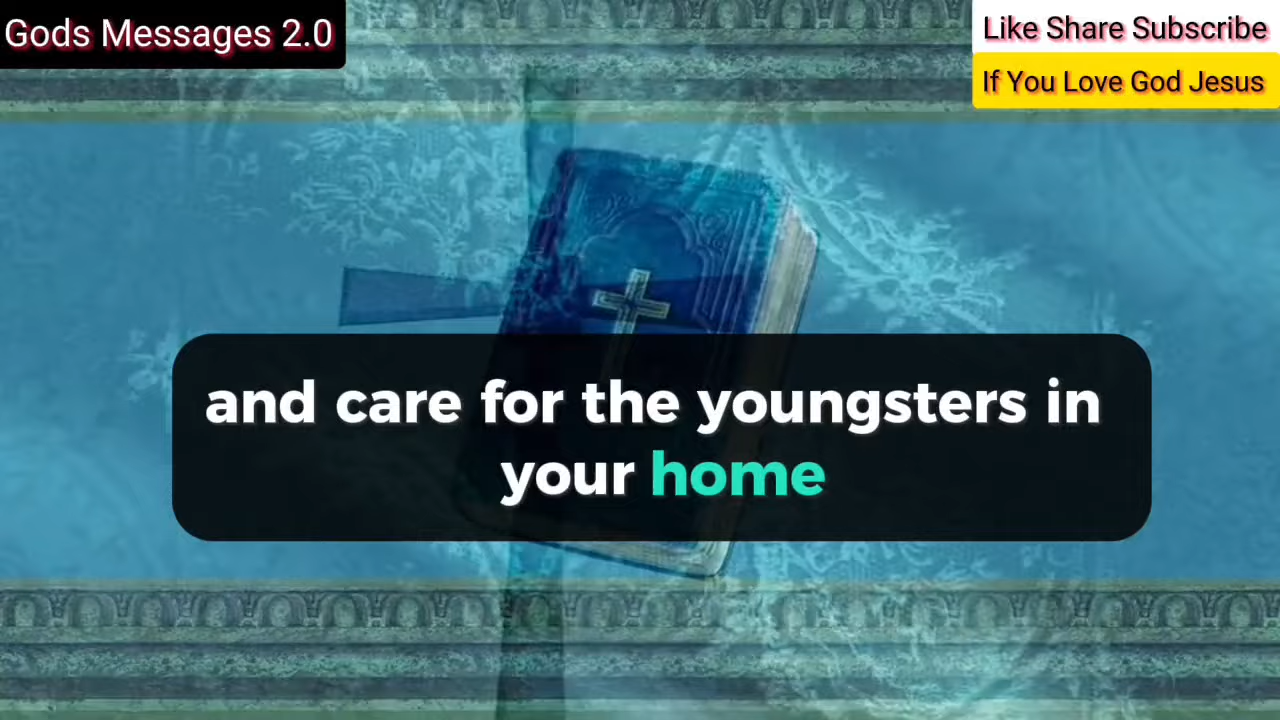 Gods Messages 2.0
Like Share Subscribe
If You Love God Jesus
and care for the youngsters in
your home